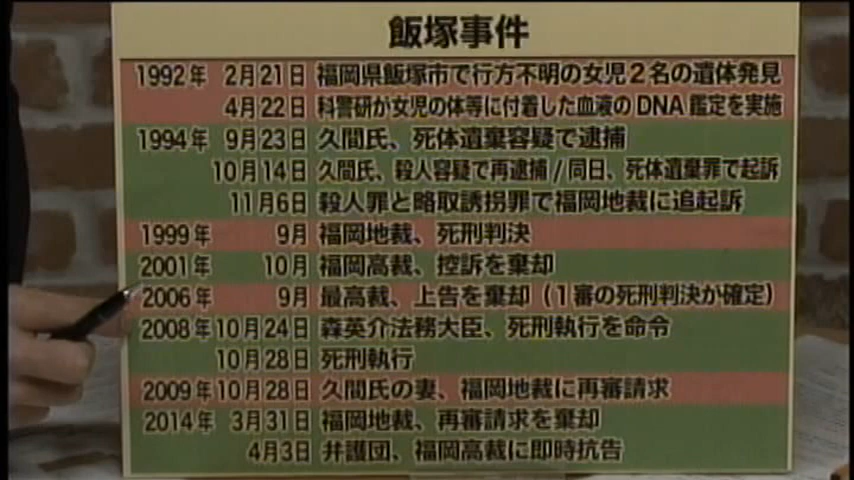 飯塚事件
1992年 2月21日 福岡県飯塚市で行方不明の女児2名の遺体発見
4月22日 科警研が女児の体等に付着した血液のDNA鑑定を実施
1994年 9月23日 久間氏、死体遺棄容疑で逮捕
10月14日 久間氏、殺人容疑で再逮捕/同日、死体遺棄罪で起訴
11月6日 殺人罪と略取誘拐罪で福岡地裁に追起訴
1999年 9月 福岡地裁、死刑判決
2001年 10月 福岡高裁、控訴を棄却
2006年 9月 最高裁、上告を棄却（1審の死刑判決が確定）
2008年10月24日 森英介法務大臣、死刑執行を命令
10月28日 死刑執行
2009年10月28日 久間氏の妻、福岡地裁に再審請求
2014年 3月31日 福岡地裁、再審請求を棄却
4月3日 弁護団、福岡高裁に即時抗告